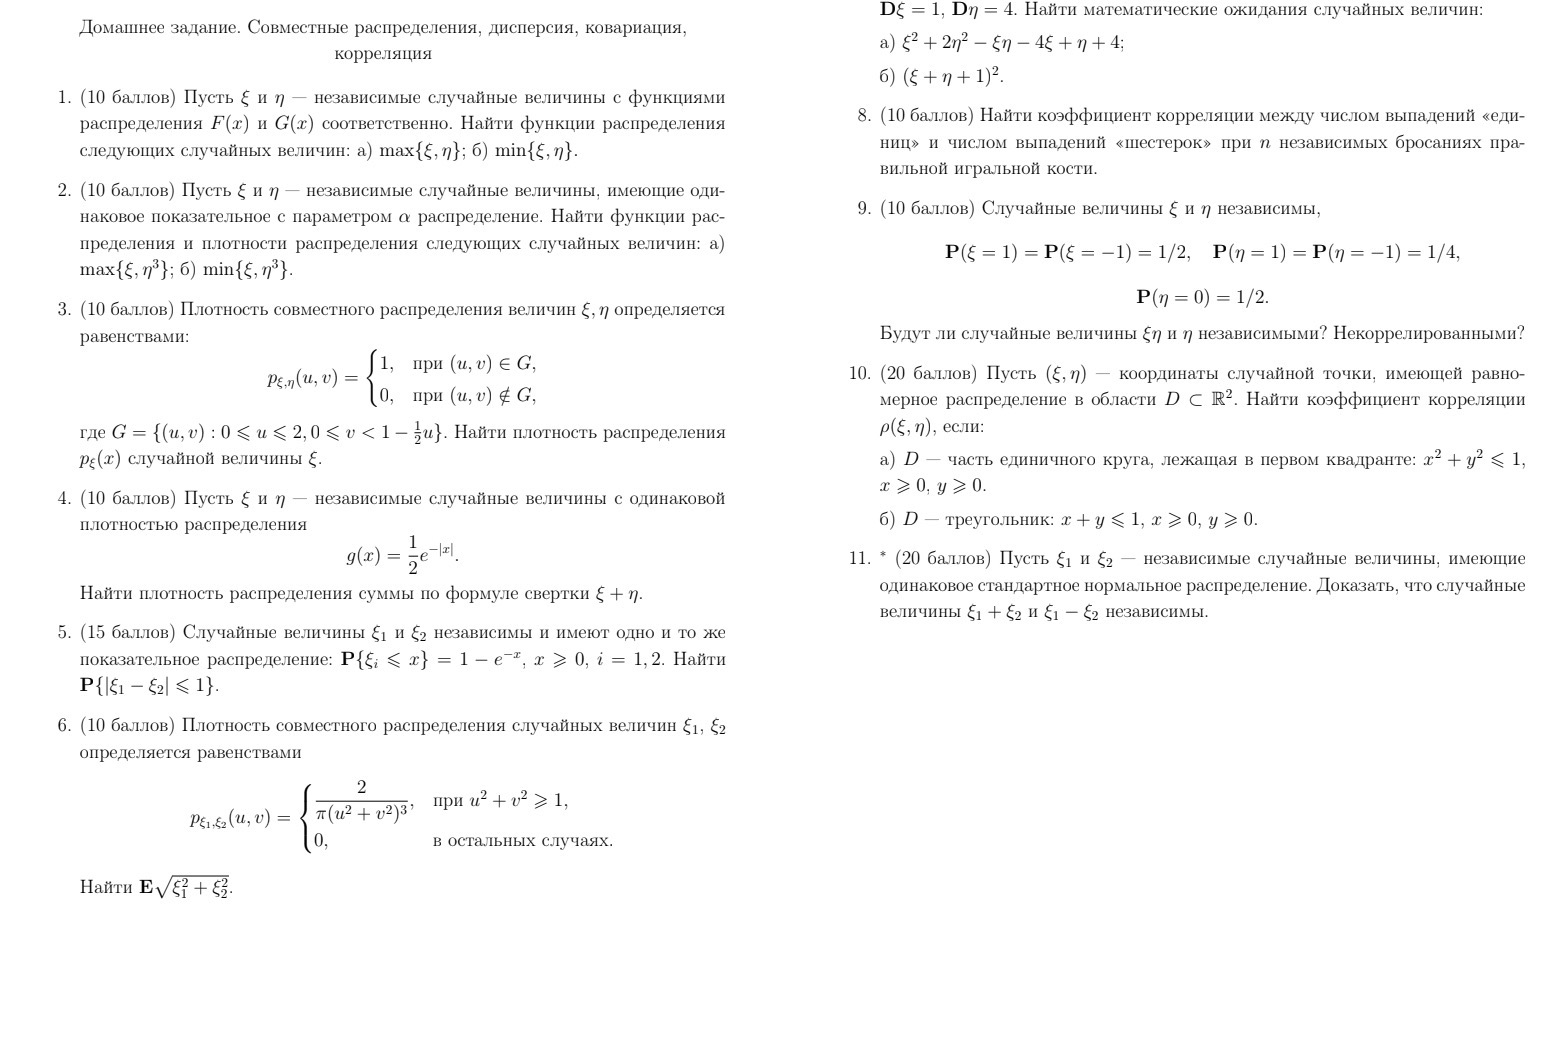 Домашнее задание. Совместные распределения, дисперсия, ковариация,
корреляция
1. (10 баллов) Пусть ξ и η — независимые случайные величины с функциями
распределения F(x) и G(x) соответственно. Найти функции распределения
следующих случайных величин: а) max{ξ, η}; б) min{ξ, η}.
2. (10 баллов) Пусть ξ и η — независимые случайные величины, имеющие оди-
наковое показательное с параметром α распределение. Найти функции рас-
пределения и плотности распределения следующих случайных величин: а)
max{ξ, η³}; б) min{ξ, η³}.
3. (10 баллов) Плотность совместного распределения величин ξ, η определяется
равенствами:
p_{ξ,η}(u, v) = { 1, при (u, v) ∈ G,
0, при (u, v) ∉ G,
где G = {(u, v) : 0 ⩽ u ⩽ 2, 0 ⩽ v < 1 − ½u}. Найти плотность распределения
p_ξ(x) случайной величины ξ.
4. (10 баллов) Пусть ξ и η — независимые случайные величины с одинаковой
плотностью распределения
g(x) = 1/2 e^{−|x|}.
Найти плотность распределения суммы по формуле свертки ξ + η.
5. (15 баллов) Случайные величины ξ₁ и ξ₂ независимы и имеют одно и то же
показательное распределение: P{ξᵢ ⩽ x} = 1 − e^{−x}, x ⩾ 0, i = 1, 2. Найти
P{|ξ₁ − ξ₂| ⩽ 1}.
6. (10 баллов) Плотность совместного распределения случайных величин ξ₁, ξ₂
определяется равенствами
p_{ξ₁,ξ₂}(u, v) = { 2/(π(u² + v²)³), при u² + v² ⩾ 1,
0, в остальных случаях.
Найти E√(ξ₁² + ξ₂²).
Dξ = 1, Dη = 4. Найти математические ожидания случайных величин:
а) ξ² + 2η² − ξη − 4ξ + η + 4;
б) (ξ + η + 1)².
8. (10 баллов) Найти коэффициент корреляции между числом выпадений «еди-
ниц» и числом выпадений «шестерок» при n независимых бросаниях пра-
вильной игральной кости.
9. (10 баллов) Случайные величины ξ и η независимы,
P(ξ = 1) = P(ξ = −1) = 1/2, P(η = 1) = P(η = −1) = 1/4,
P(η = 0) = 1/2.
Будут ли случайные величины ξη и η независимыми? Некоррелированными?
10. (20 баллов) Пусть (ξ, η) — координаты случайной точки, имеющей равно-
мерное распределение в области D ⊂ ℝ². Найти коэффициент корреляции
ρ(ξ, η), если:
а) D — часть единичного круга, лежащая в первом квадранте: x² + y² ⩽ 1,
x ⩾ 0, y ⩾ 0.
б) D — треугольник: x + y ⩽ 1, x ⩾ 0, y ⩾ 0.
11. * (20 баллов) Пусть ξ₁ и ξ₂ — независимые случайные величины, имеющие
одинаковое стандартное нормальное распределение. Доказать, что случайные
величины ξ₁ + ξ₂ и ξ₁ − ξ₂ независимы.